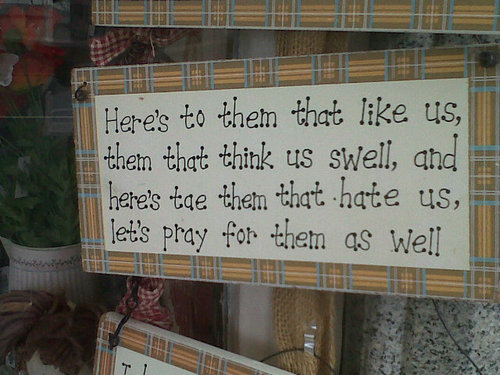 Here's to them that like us,
them that think us swell, and
here's tae them that hate us,
let's pray for them as well